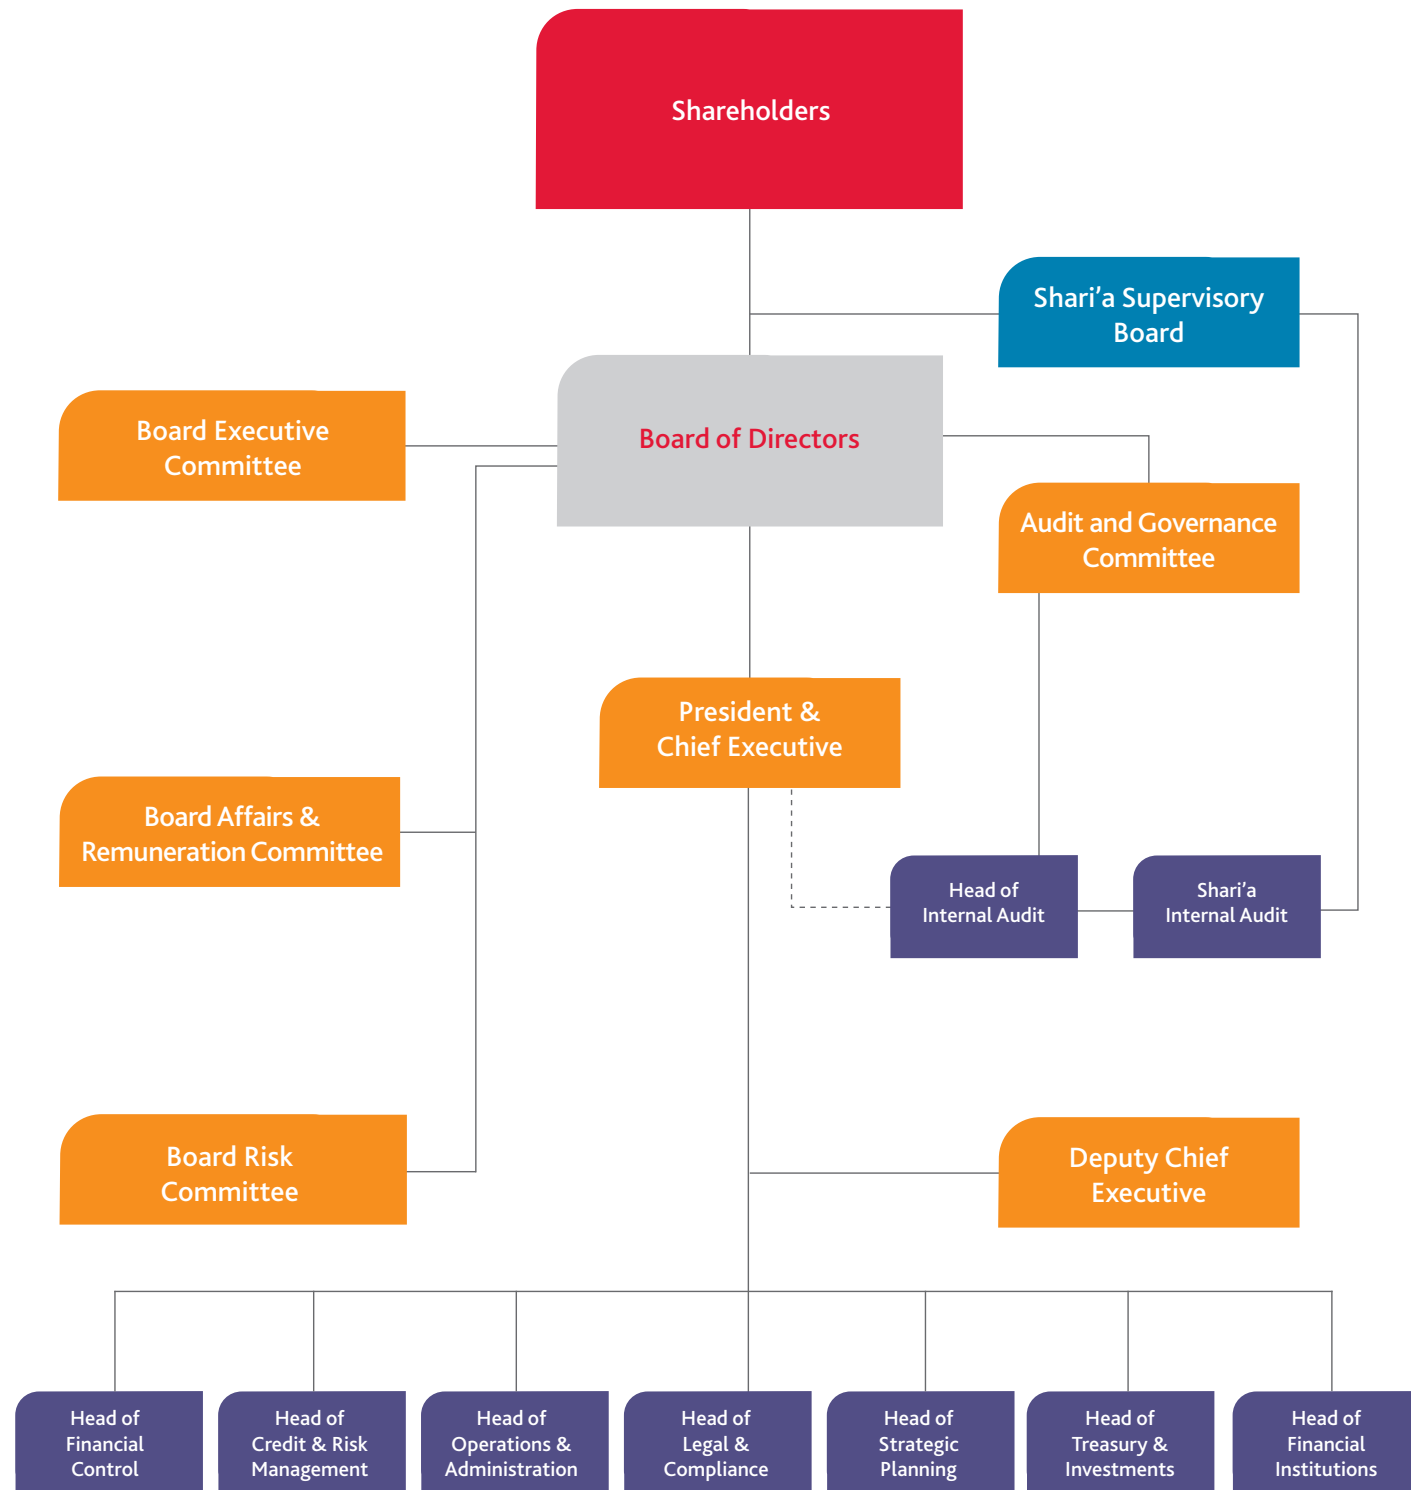 Shareholders
Shari’a Supervisory
Board
Board Executive
Committee
Board of Directors
Audit and Governance
Committee
President &
Chief Executive
Board Affairs &
Remuneration Committee
Head of
Internal Audit
Shari’a
Internal Audit
Board Risk
Committee
Deputy Chief
Executive
Head of
Financial
Control
Head of
Credit & Risk
Management
Head of
Operations &
Administration
Head of
Legal &
Compliance
Head of
Strategic
Planning
Head of
Treasury &
Investments
Head of
Financial
Institutions